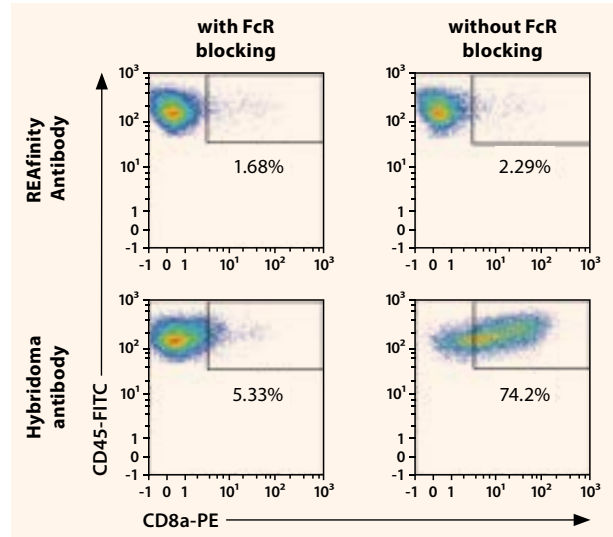 with FcR
blocking
without FcR
blocking
REAfinity
Antibody
10³
10²
10¹
1
0
-1
1.68%
-1 0 1 10¹ 10² 10³
10³
10²
10¹
1
0
-1
2.29%
-1 0 1 10¹ 10² 10³
Hybridoma
antibody
CD45-FITC
10³
10²
10¹
1
0
-1
5.33%
-1 0 1 10¹ 10² 10³
10³
10²
10¹
1
0
-1
74.2%
-1 0 1 10¹ 10² 10³
CD8a-PE